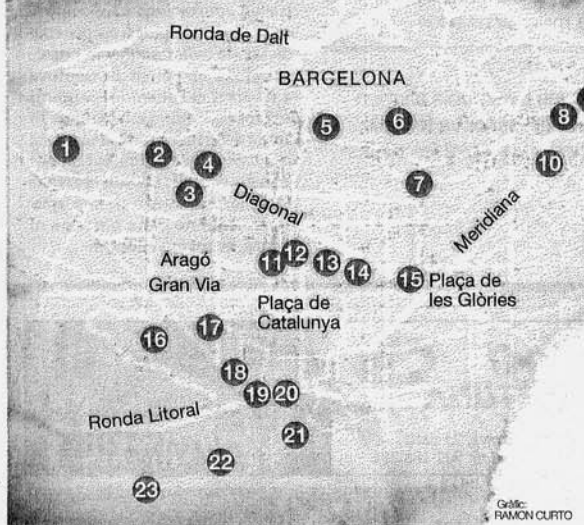 Ronda de Dalt
BARCELONA
5
6
8
1
2
4
10
3
7
Diagonal
Meridiana
11
12
13
14
15
Aragó
Gran Via
Plaça de
Catalunya
Plaça de
les Glòries
16
17
18
19
20
Ronda Litoral
21
22
23
Gràfic:
RAMON CURTO